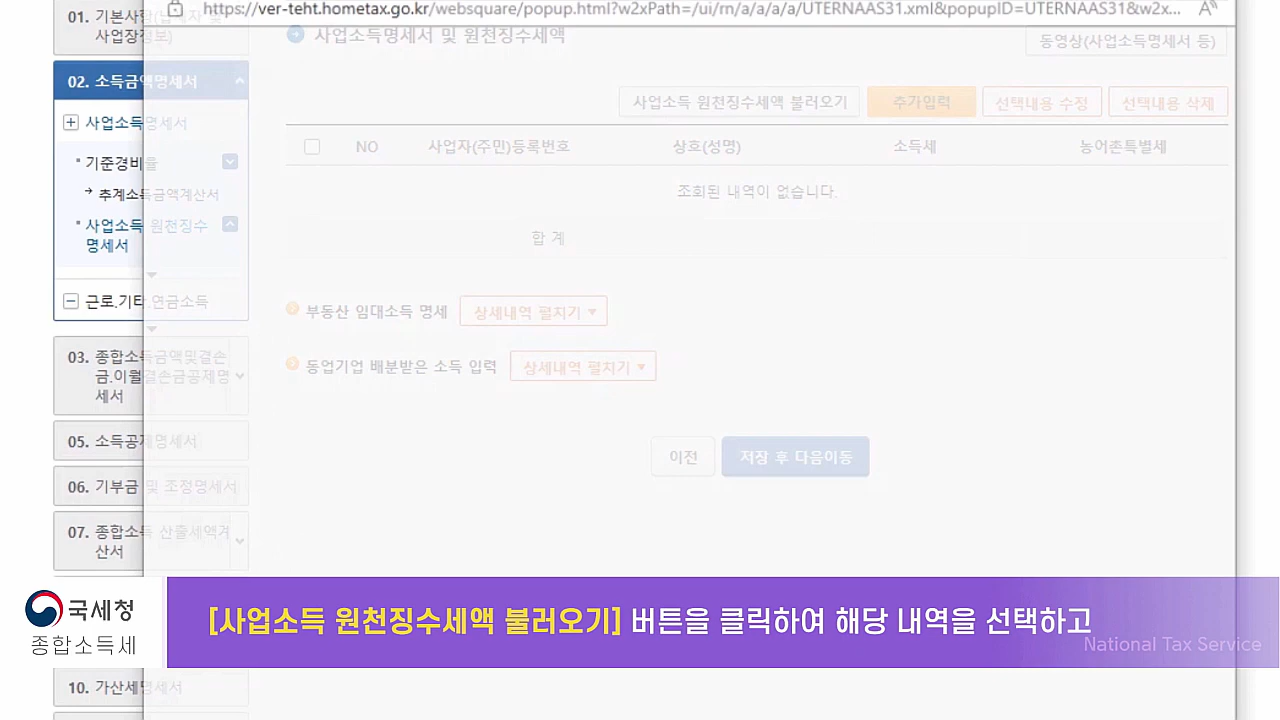 https://ver-teht.hometax.go.kr/websquare/popup.html?w2xPath=/ui/rn/a/a/a/a/UTERNAAS31.xml&popupID=UTERNAAS31&w2x...
01. 기본사항(납세자 및
사업장정보)
사업소득명세서 및 원천징수세액
동영상(사업소득명세서 등)
02. 소득금액명세서
사업소득명세서
기준경비율
추계소득금액계산서
사업소득 원천징수
명세서
근로.기타.연금소득
03. 종합소득금액및결손
금.이월결손금공제명
세서
05. 소득공제명세서
06. 기부금 및 조정명세서
07. 종합소득 산출세액계
산서
10. 가산세명세서
사업소득 원천징수세액 불러오기
추가입력
선택내용 수정
선택내용 삭제
NO 사업자(주민)등록번호 상호(성명) 소득세 농어촌특별세
조회된 내역이 없습니다.
합 계
부동산 임대소득 명세
상세내역 펼치기
동업기업 배분받은 소득 입력
상세내역 펼치기
이전
저장 후 다음이동
국세청
종합소득세
[사업소득 원천징수세액 불러오기] 버튼을 클릭하여 해당 내역을 선택하고
National Tax Service